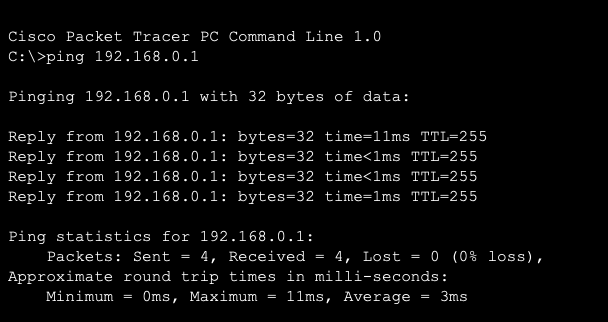 Cisco Packet Tracer PC Command Line 1.0
C:\>ping 192.168.0.1
Pinging 192.168.0.1 with 32 bytes of data:
Reply from 192.168.0.1: bytes=32 time=11ms TTL=255
Reply from 192.168.0.1: bytes=32 time<1ms TTL=255
Reply from 192.168.0.1: bytes=32 time<1ms TTL=255
Reply from 192.168.0.1: bytes=32 time=1ms TTL=255
Ping statistics for 192.168.0.1:
    Packets: Sent = 4, Received = 4, Lost = 0 (0% loss),
Approximate round trip times in milli-seconds:
    Minimum = 0ms, Maximum = 11ms, Average = 3ms